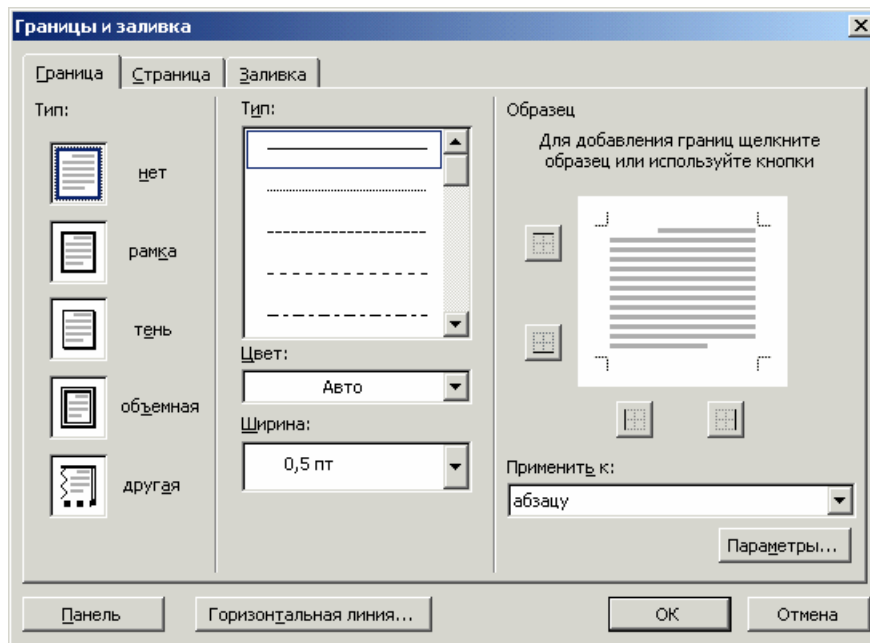 Границы и заливка
Граница
Страница
Заливка
Тип:
нет
рамка
тень
объемная
другая
Тип:
Цвет:
Авто
Ширина:
0,5 пт
Образец
Для добавления границ щелкните
образец или используйте кнопки
Применить к:
абзацу
Параметры...
Панель
Горизонтальная линия...
ОК
Отмена